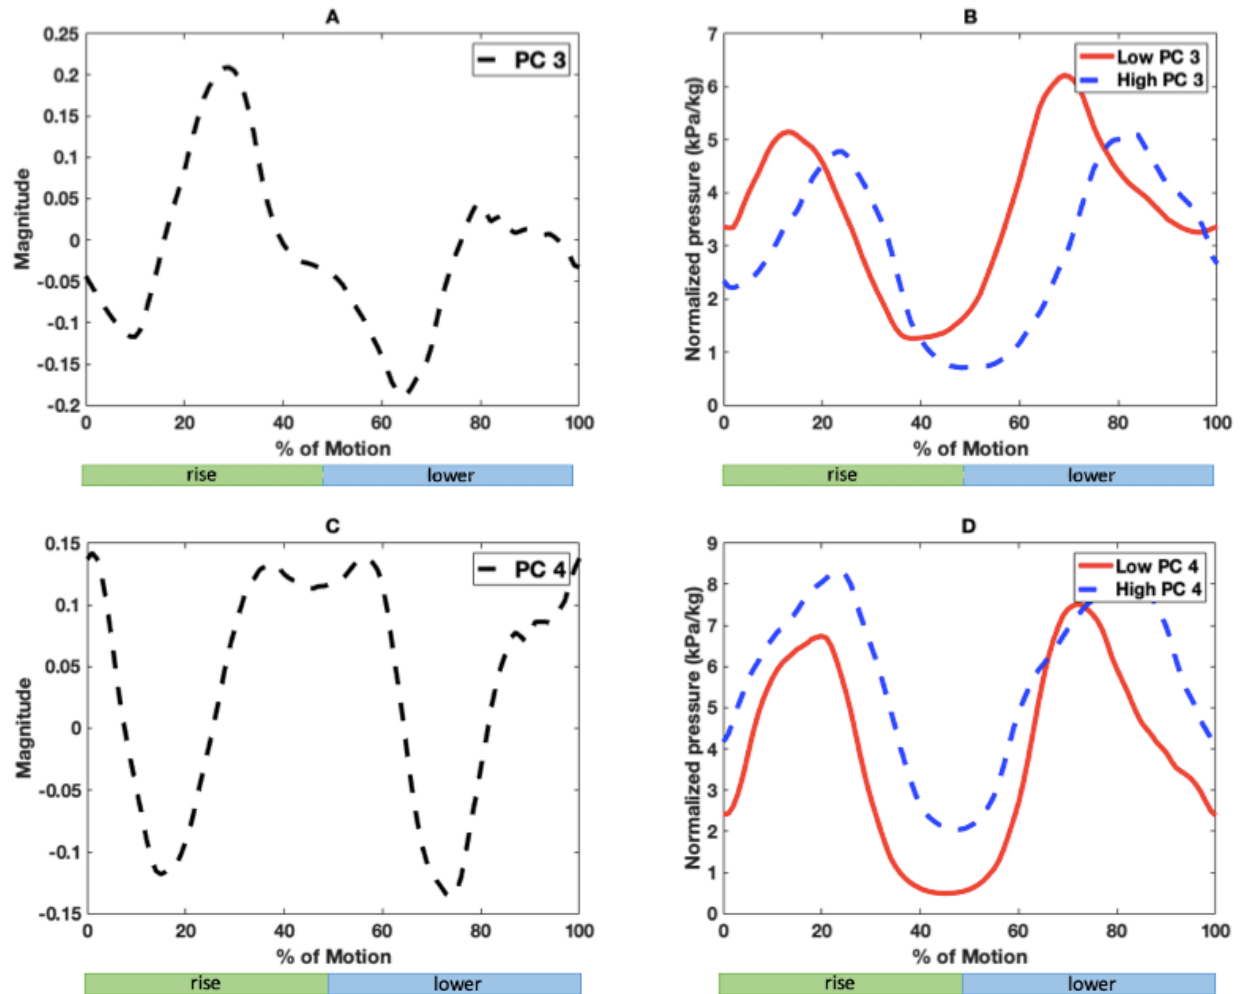 A
0.25
0.2
0.15
0.1
0.05
0
-0.05
-0.1
-0.15
-0.2
Magnitude
PC 3
0 20 40 60 80 100
% of Motion
rise lower
B
7
6
5
4
3
2
1
0
Normalized pressure (kPa/kg)
Low PC 3
High PC 3
0 20 40 60 80 100
% of Motion
rise lower
C
0.15
0.1
0.05
0
-0.05
-0.1
-0.15
Magnitude
PC 4
0 20 40 60 80 100
% of Motion
rise lower
D
9
8
7
6
5
4
3
2
1
0
Normalized pressure (kPa/kg)
Low PC 4
High PC 4
0 20 40 60 80 100
% of Motion
rise lower